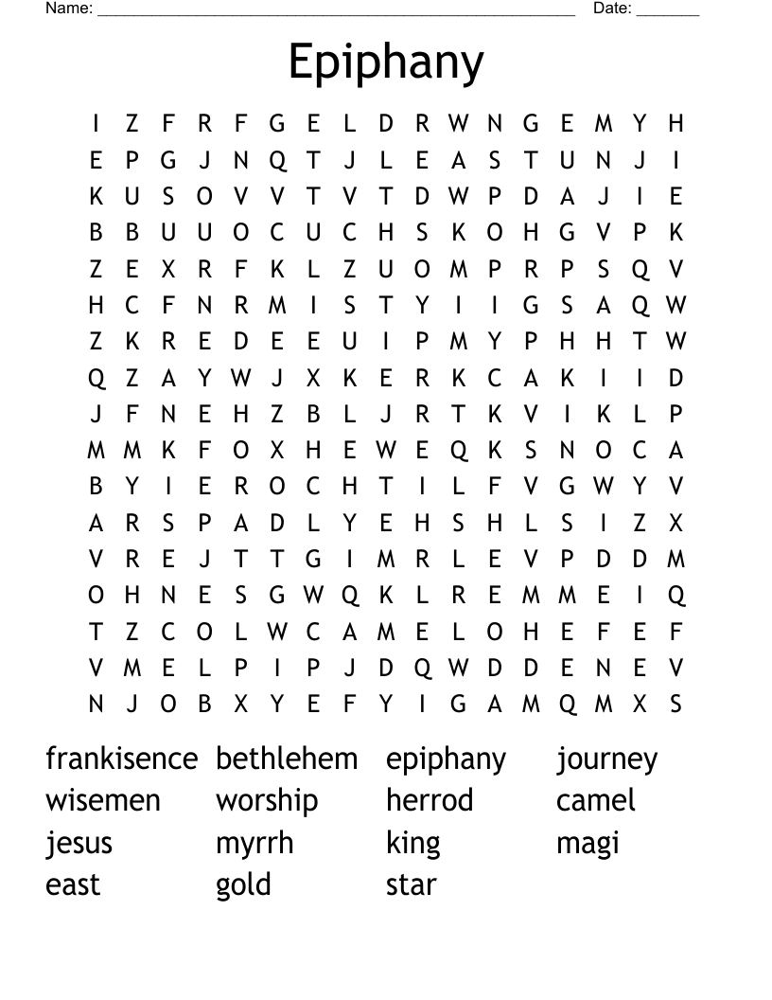 Name: _____________________________________________________ Date: _______
Epiphany
I Z F R F G E L D R W N G E M Y H
E P G J N Q T J L E A S T U N J I
K U S O V V T V T D W P D A J I E
B B U U O C U C H S K O H G V P K
Z E X R F K L Z U O M P R P S Q V
H C F N R M I S T Y I I G S A Q W
Z K R E D E E U I P M Y P H H T W
Q Z A Y W J X K E R K C A K I I D
J F N E H Z B L J R T K V I K L P
M M K F O X H E W E Q K S N O C A
B Y I E R O C H T I L F V G W Y V
A R S P A D L Y E H S H L S I Z X
V R E J T T G I M R L E V P D D M
O H N E S G W Q K L R E M M E I Q
T Z C O L W C A M E L O H E F E F
V M E L P I P J D Q W D D E N E V
N J O B X Y E F Y I G A M Q M X S
frankisence bethlehem epiphany journey
wisemen worship herrod camel
jesus myrrh king magi
east gold star